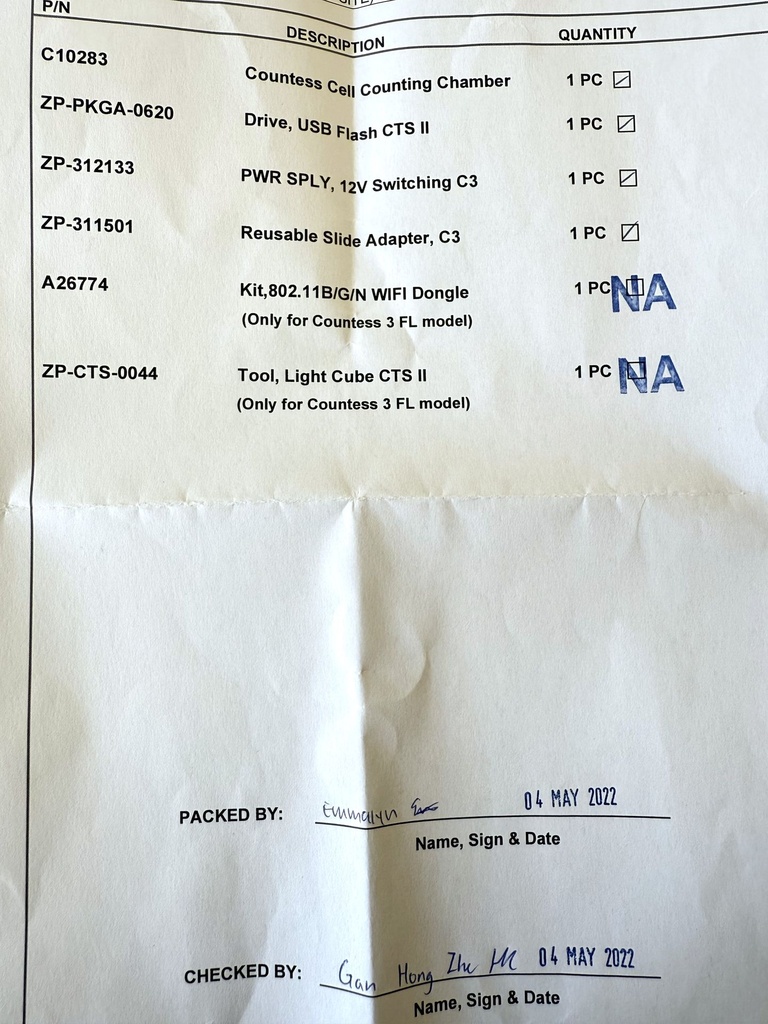 P/N DESCRIPTION QUANTITY
C10283 Countess Cell Counting Chamber 1 PC
ZP-PKGA-0620 Drive, USB Flash CTS II 1 PC
ZP-312133 PWR SPLY, 12V Switching C3 1 PC
ZP-311501 Reusable Slide Adapter, C3 1 PC
A26774 Kit,802.11B/G/N WIFI Dongle 1 PC NA
(Only for Countess 3 FL model)
ZP-CTS-0044 Tool, Light Cube CTS II 1 PC NA
(Only for Countess 3 FL model)
PACKED BY: Emmalyn 04 MAY 2022
Name, Sign & Date
CHECKED BY: Gan Hong Zhe 04 MAY 2022
Name, Sign & Date